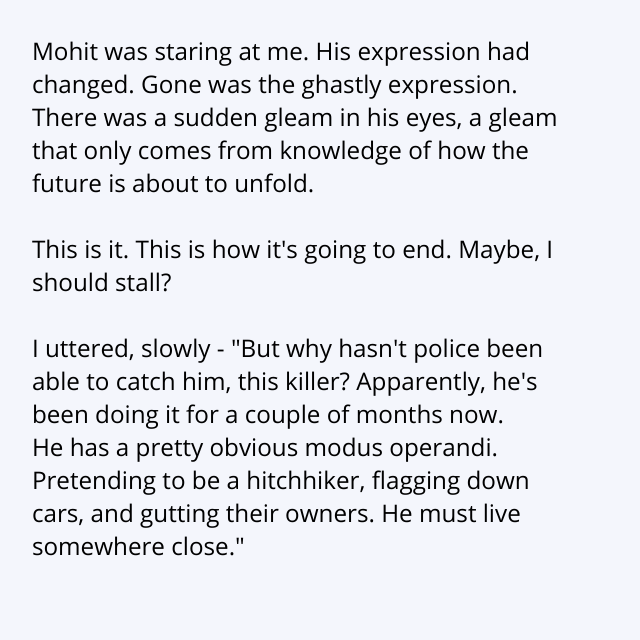 Mohit was staring at me. His expression had
changed. Gone was the ghastly expression.
There was a sudden gleam in his eyes, a gleam
that only comes from knowledge of how the
future is about to unfold.
This is it. This is how it's going to end. Maybe, I
should stall?
I uttered, slowly - "But why hasn't police been
able to catch him, this killer? Apparently, he's
been doing it for a couple of months now.
He has a pretty obvious modus operandi.
Pretending to be a hitchhiker, flagging down
cars, and gutting their owners. He must live
somewhere close."